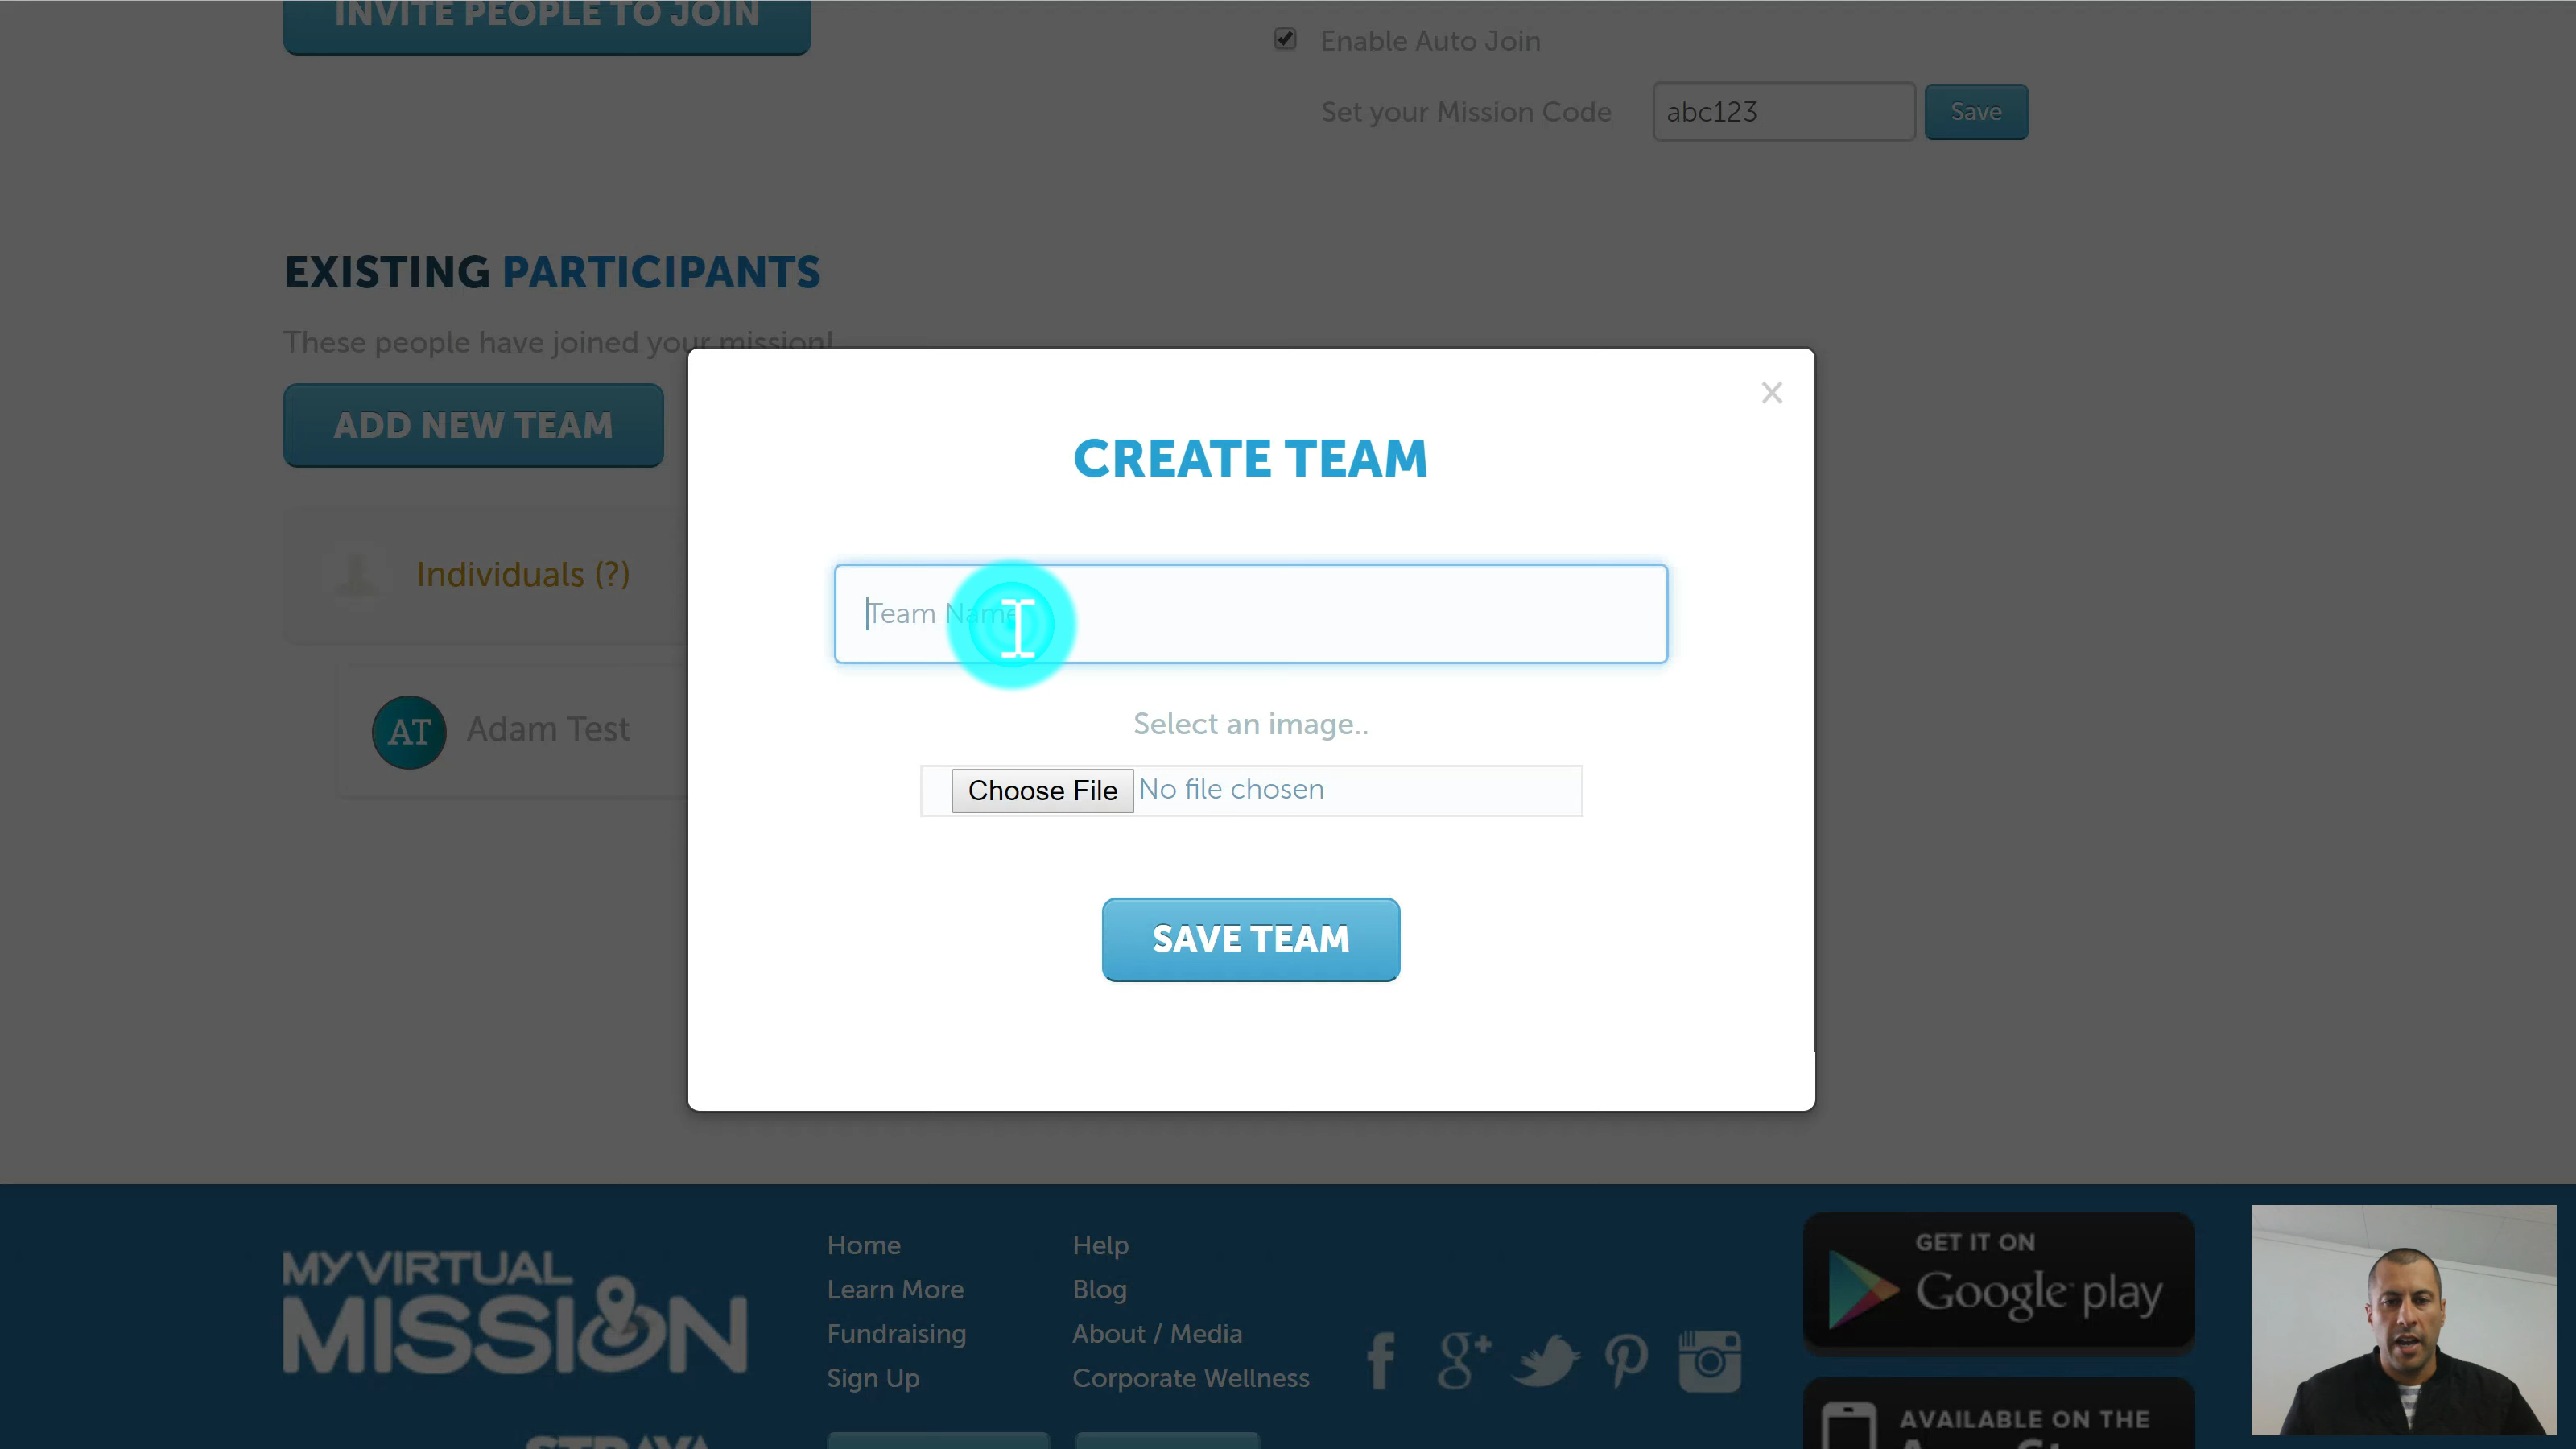 INVITE PEOPLE TO JOIN
Enable Auto Join
Set your Mission Code
abc123
Save
EXISTING PARTICIPANTS
These people have joined your mission!
ADD NEW TEAM
Individuals (?)
AT
Adam Test
×
CREATE TEAM
Team Name
Select an image..
Choose File No file chosen
SAVE TEAM
MY VIRTUAL
MISSION
Home
Learn More
Fundraising
Sign Up
Help
Blog
About / Media
Corporate Wellness
GET IT ON
Google play
AVAILABLE ON THE